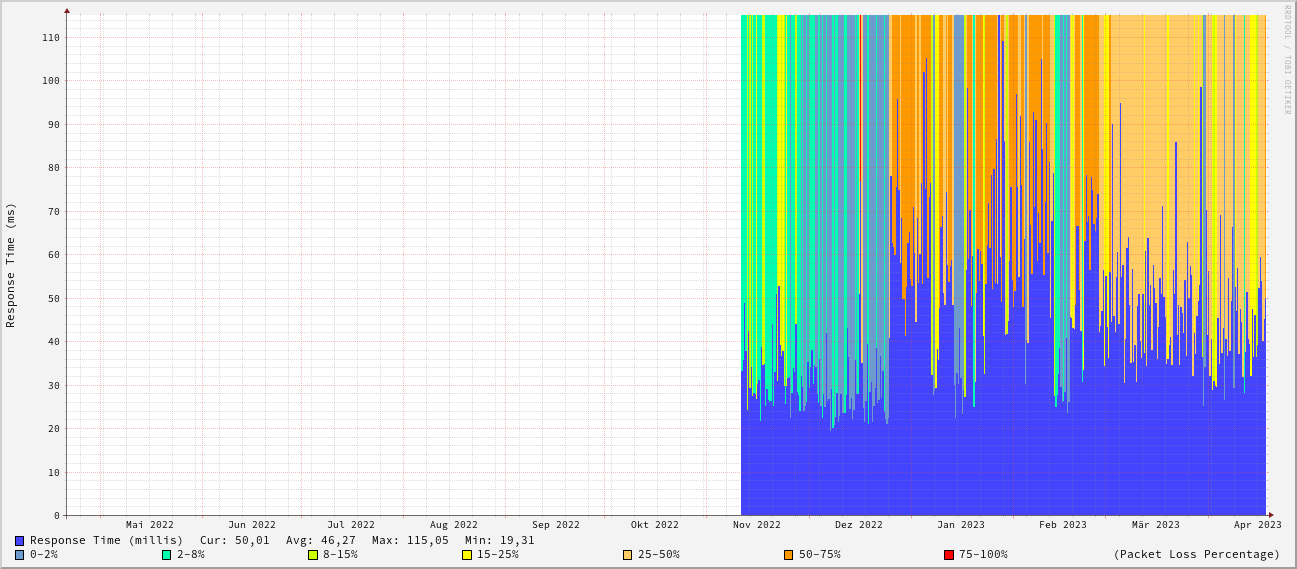 RRDTOOL / TOBI OETIKER
Response Time (ms)
110
100
90
80
70
60
50
40
30
20
10
0
Mai 2022 Jun 2022 Jul 2022 Aug 2022 Sep 2022 Okt 2022 Nov 2022 Dez 2022 Jan 2023 Feb 2023 Mär 2023 Apr 2023
Response Time (millis) Cur: 50,01 Avg: 46,27 Max: 115,05 Min: 19,31
0-2% 2-8% 8-15% 15-25% 25-50% 50-75% 75-100% (Packet Loss Percentage)